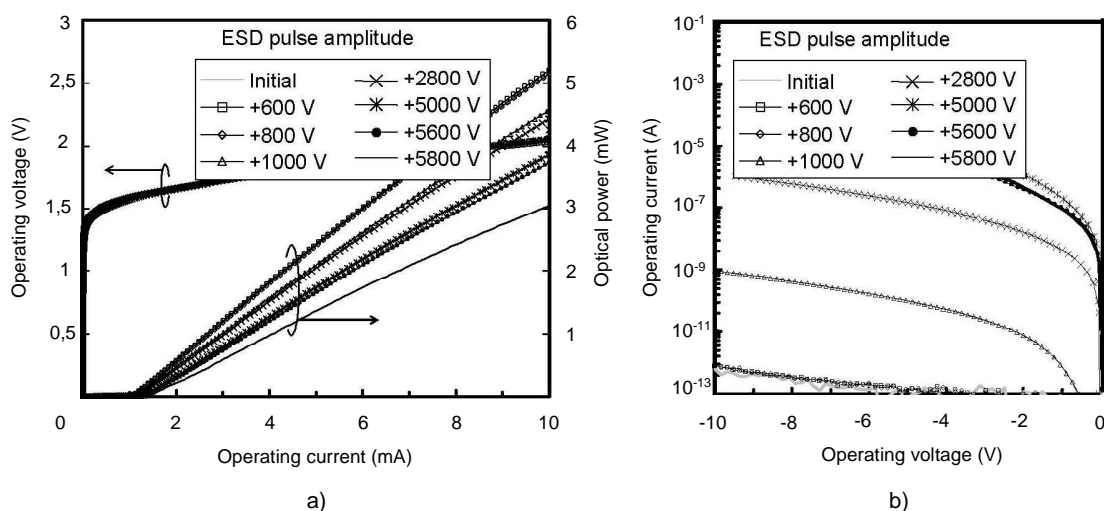 ESD pulse amplitude
Initial
+600 V
+800 V
+1000 V
+2800 V
+5000 V
+5600 V
+5800 V
Operating voltage (V)
3
2,5
2
1,5
1
0,5
0
2
4
6
8
10
Operating current (mA)
6
5
4
3
2
1
Optical power (mW)
a)
ESD pulse amplitude
Initial
+600 V
+800 V
+1000 V
+2800 V
+5000 V
+5600 V
+5800 V
Operating current (A)
10-1
10-3
10-5
10-7
10-9
10-11
10-13
-10
-8
-6
-4
-2
0
Operating voltage (V)
b)